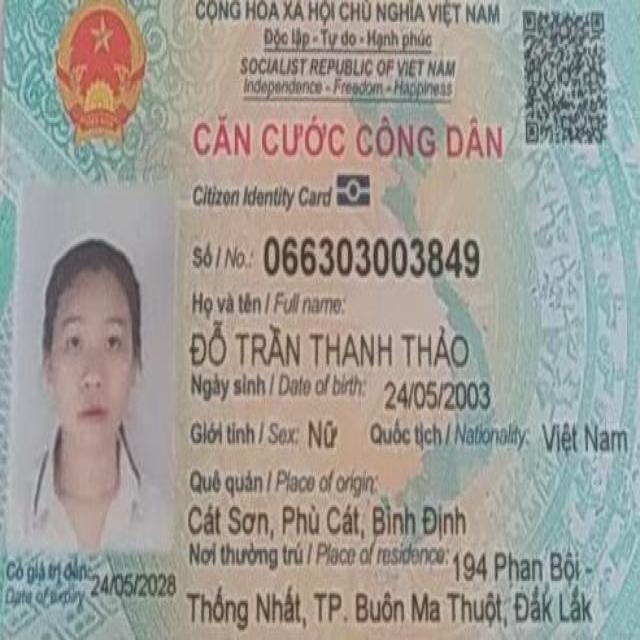 CỘNG HÒA XÃ HỘI CHỦ NGHĨA VIỆT NAM
Độc lập - Tự do - Hạnh phúc
SOCIALIST REPUBLIC OF VIET NAM
Independence - Freedom - Happiness
CĂN CƯỚC CÔNG DÂN
Citizen Identity Card
Số / No.: 066303003849
Họ và tên / Full name:
ĐỖ TRẦN THANH THẢO
Ngày sinh / Date of birth: 24/05/2003
Giới tính / Sex: Nữ Quốc tịch / Nationality: Việt Nam
Quê quán / Place of origin:
Cát Sơn, Phù Cát, Bình Định
Nơi thường trú / Place of residence: 194 Phan Bội -
Thống Nhất, TP. Buôn Ma Thuột, Đắk Lắk
Có giá trị đến: 24/05/2028
Date of expiry